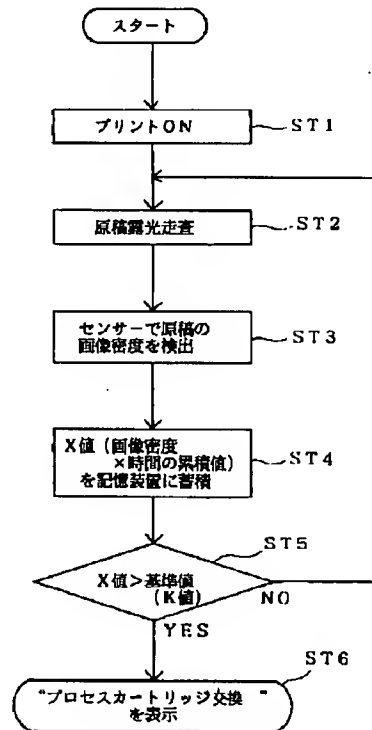 スタート
プリントON
ST1
原稿露光走査
ST2
センサーで原稿の
画像密度を検出
ST3
X値(画像密度
×時間の累積値)
を記憶装置に蓄積
ST4
ST5
X値>基準値
(K値)
NO
YES
ST6
“プロセスカートリッジ交換 ”
を表示